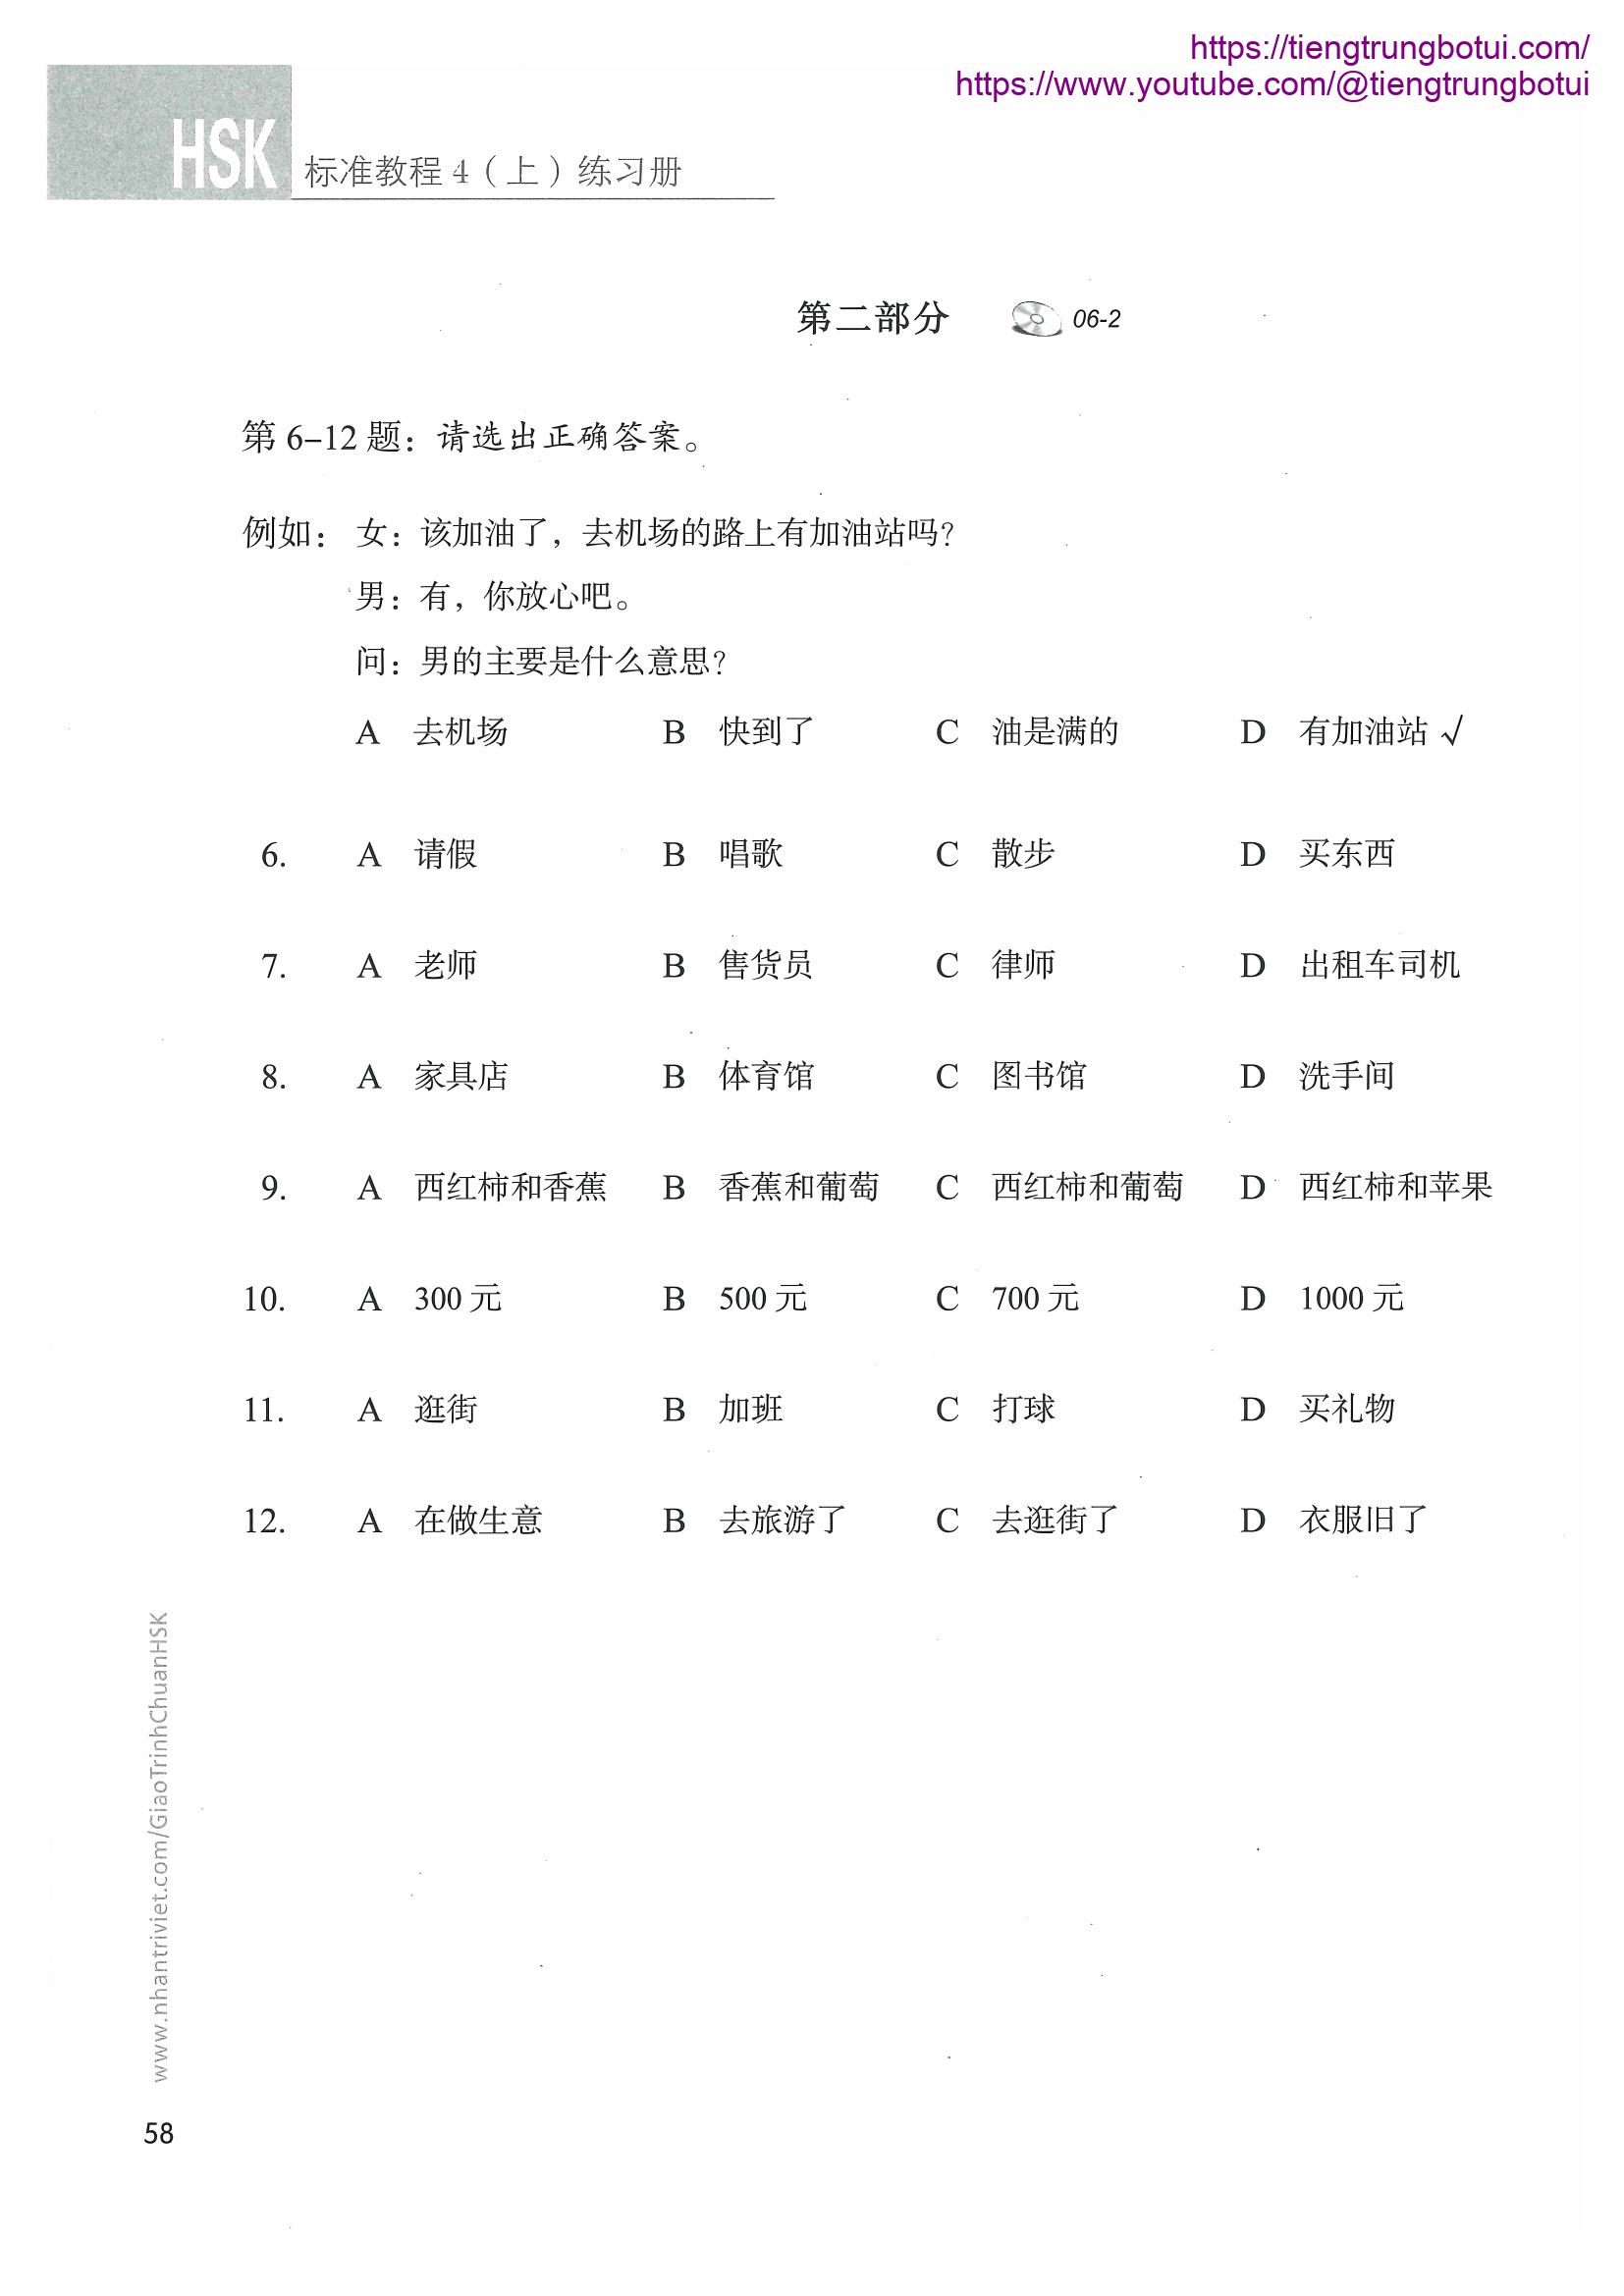 https://tiengtrungbotui.com/
https://www.youtube.com/@tiengtrungbotui
HSK 标准教程4（上）练习册
第二部分 06-2
第 6–12 题：请选出正确答案。
例如： 女：该加油了，去机场的路上有加油站吗？
男：有，你放心吧。
问：男的主要是什么意思？
A 去机场 B 快到了 C 油是满的 D 有加油站 √
6. A 请假 B 唱歌 C 散步 D 买东西
7. A 老师 B 售货员 C 律师 D 出租车司机
8. A 家具店 B 体育馆 C 图书馆 D 洗手间
9. A 西红柿和香蕉 B 香蕉和葡萄 C 西红柿和葡萄 D 西红柿和苹果
10. A 300 元 B 500 元 C 700 元 D 1000 元
11. A 逛街 B 加班 C 打球 D 买礼物
12. A 在做生意 B 去旅游了 C 去逛街了 D 衣服旧了
www.nhantriviet.com/GiaoTrinhChuanHSK
58